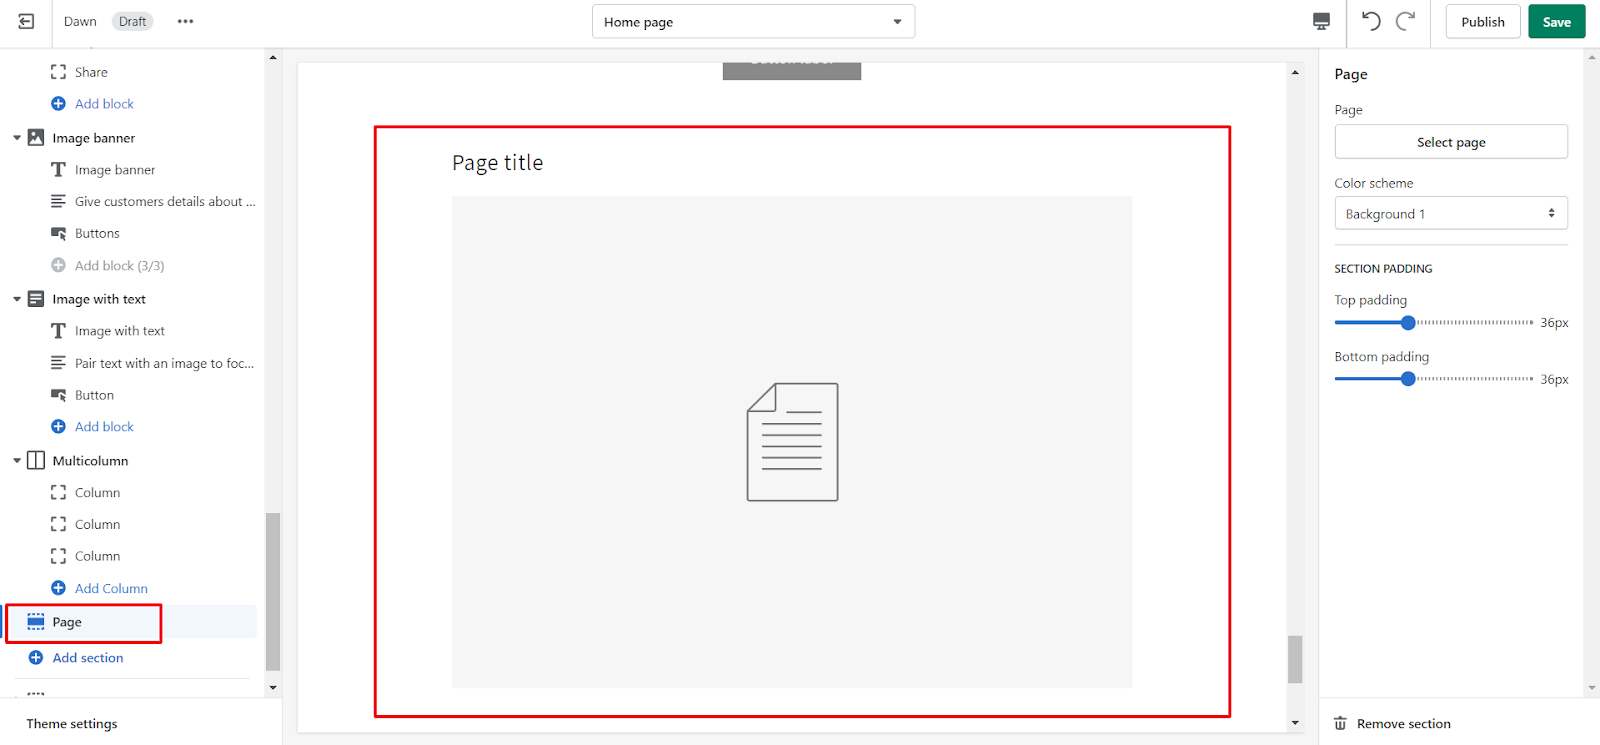 Dawn Draft
Home page
Publish
Save
Share
Add block
Image banner
Image banner
Give customers details about ...
Buttons
Add block (3/3)
Image with text
Image with text
Pair text with an image to foc...
Button
Add block
Multicolumn
Column
Column
Column
Add Column
Page
Add section
Theme settings
Page title
Page
Page
Select page
Color scheme
Background 1
SECTION PADDING
Top padding
36px
Bottom padding
36px
Remove section